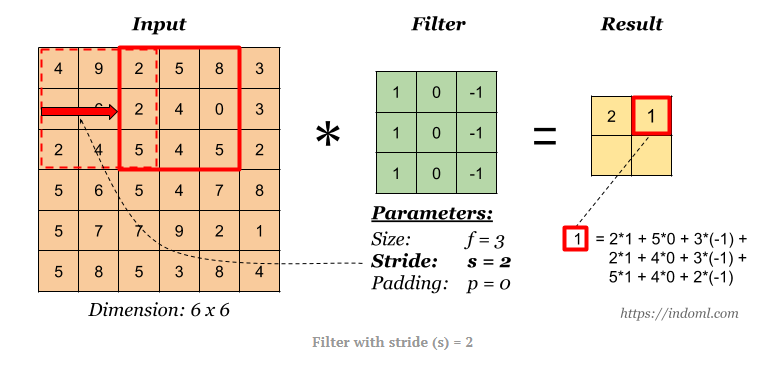 Input Filter Result
4 9 2 5 8 3
2 4 0 3
2 4 5 4 5 2
5 6 5 4 7 8
5 7 7 9 2 1
5 8 5 3 8 4
Dimension: 6 x 6
*
1 0 -1
1 0 -1
1 0 -1
Parameters:
Size: f = 3
Stride: s = 2
Padding: p = 0
=
2 1
1 = 2*1 + 5*0 + 3*(-1) +
2*1 + 4*0 + 3*(-1) +
5*1 + 4*0 + 2*(-1)
https://indoml.com
Filter with stride (s) = 2